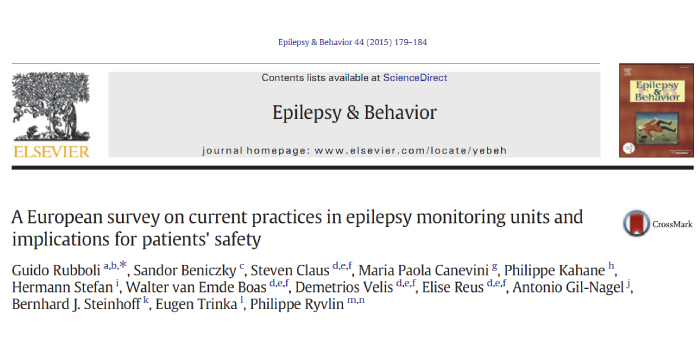 Epilepsy & Behavior 44 (2015) 179–184
Contents lists available at ScienceDirect
Epilepsy & Behavior
journal homepage: www.elsevier.com/locate/yebeh
ELSEVIER
Epilepsy
&
Behavior
A European survey on current practices in epilepsy monitoring units and
implications for patients' safety
CrossMark
Guido Rubboli a,b,*, Sandor Beniczky c, Steven Claus d,e,f, Maria Paola Canevini g, Philippe Kahane h,
Hermann Stefan i, Walter van Emde Boas d,e,f, Demetrios Velis d,e,f, Elise Reus d,e,f, Antonio Gil-Nagel j,
Bernhard J. Steinhoff k, Eugen Trinka l, Philippe Ryvlin m,n